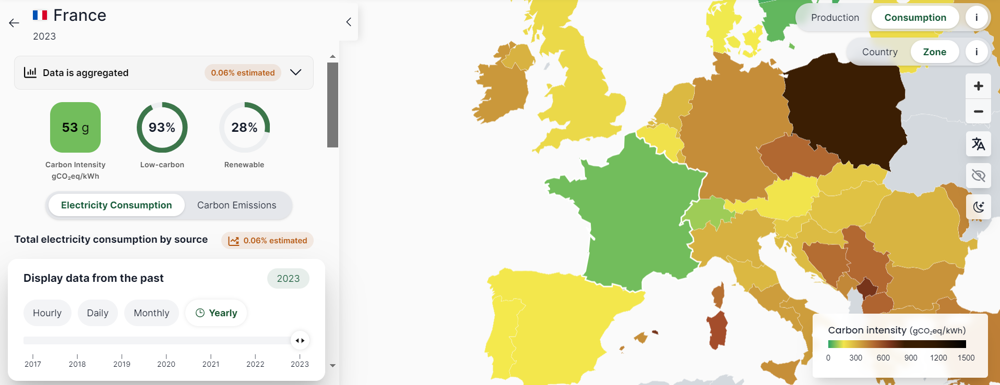 France
2023
Data is aggregated
0.06% estimated
53 g
93%
28%
Carbon Intensity
gCO₂eq/kWh
Low-carbon
Renewable
Electricity Consumption
Carbon Emissions
Total electricity consumption by source
0.06% estimated
Display data from the past
2023
Hourly
Daily
Monthly
Yearly
2017
2018
2019
2020
2021
2022
2023
Production
Consumption
i
Country
Zone
i
+
−
文A
Carbon intensity (gCO₂eq/kWh)
0
300
600
900
1200
1500